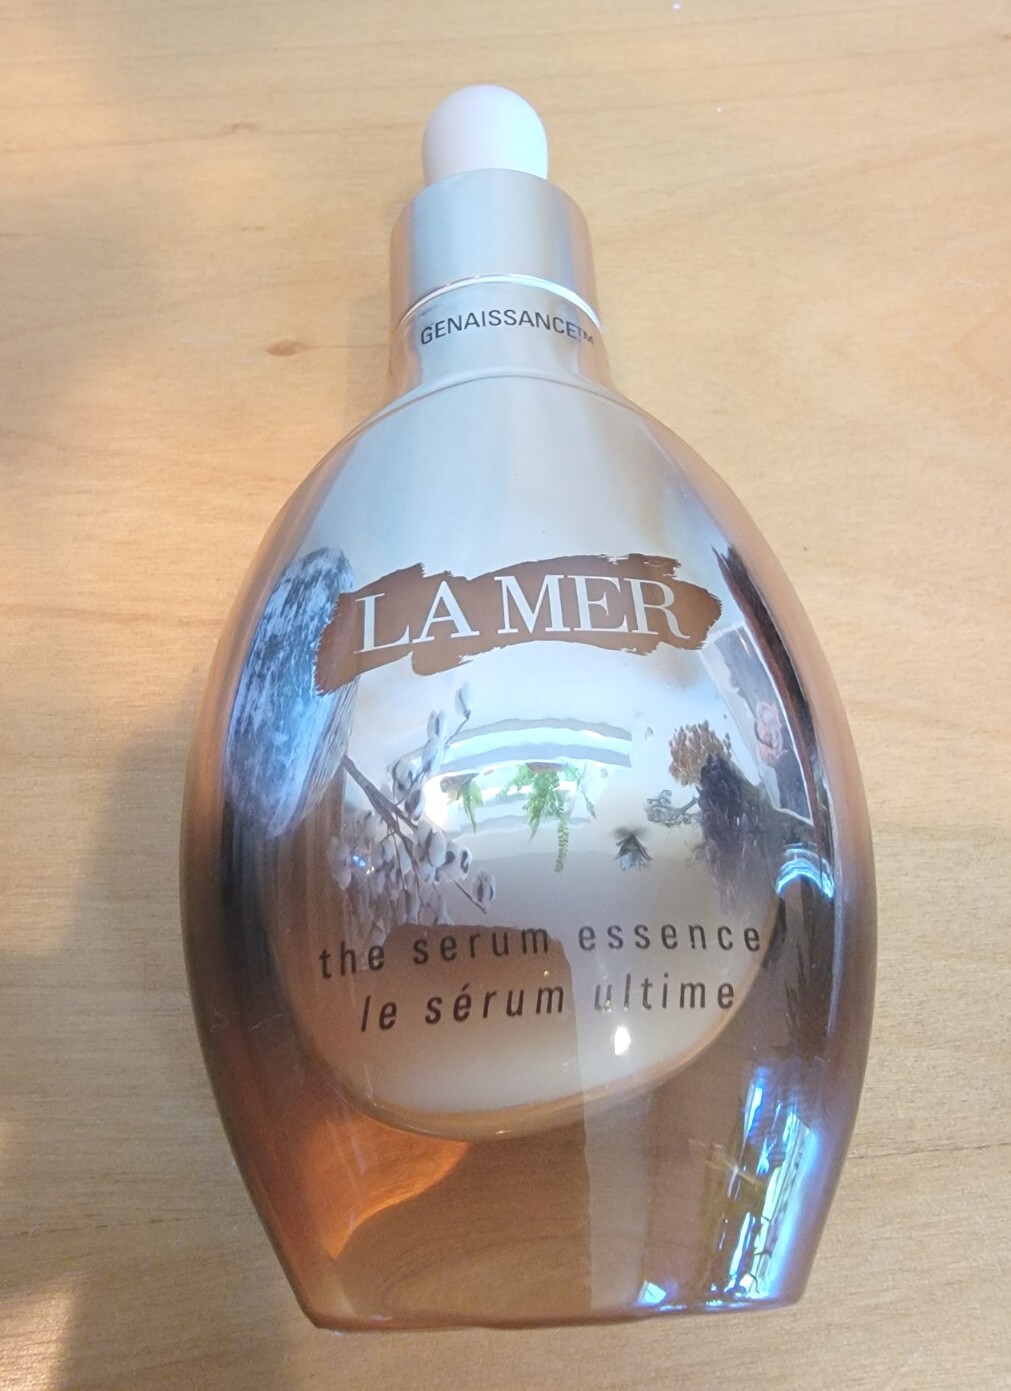 GENAISSANCE™
LA MER
the serum essence
le sérum ultime